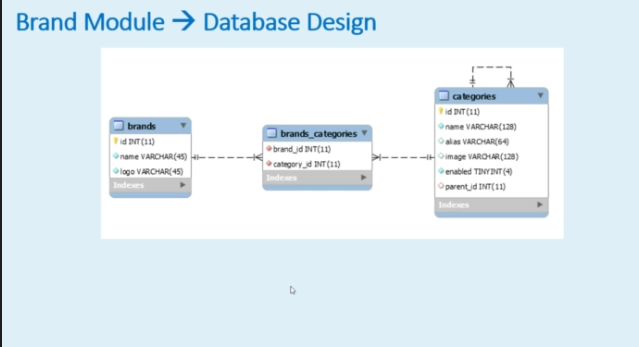 Brand Module → Database Design
brands
id INT(11)
name VARCHAR(45)
logo VARCHAR(45)
Indexes
brands_categories
brand_id INT(11)
category_id INT(11)
Indexes
categories
id INT(11)
name VARCHAR(128)
alias VARCHAR(64)
image VARCHAR(128)
enabled TINYINT(4)
parent_id INT(11)
Indexes